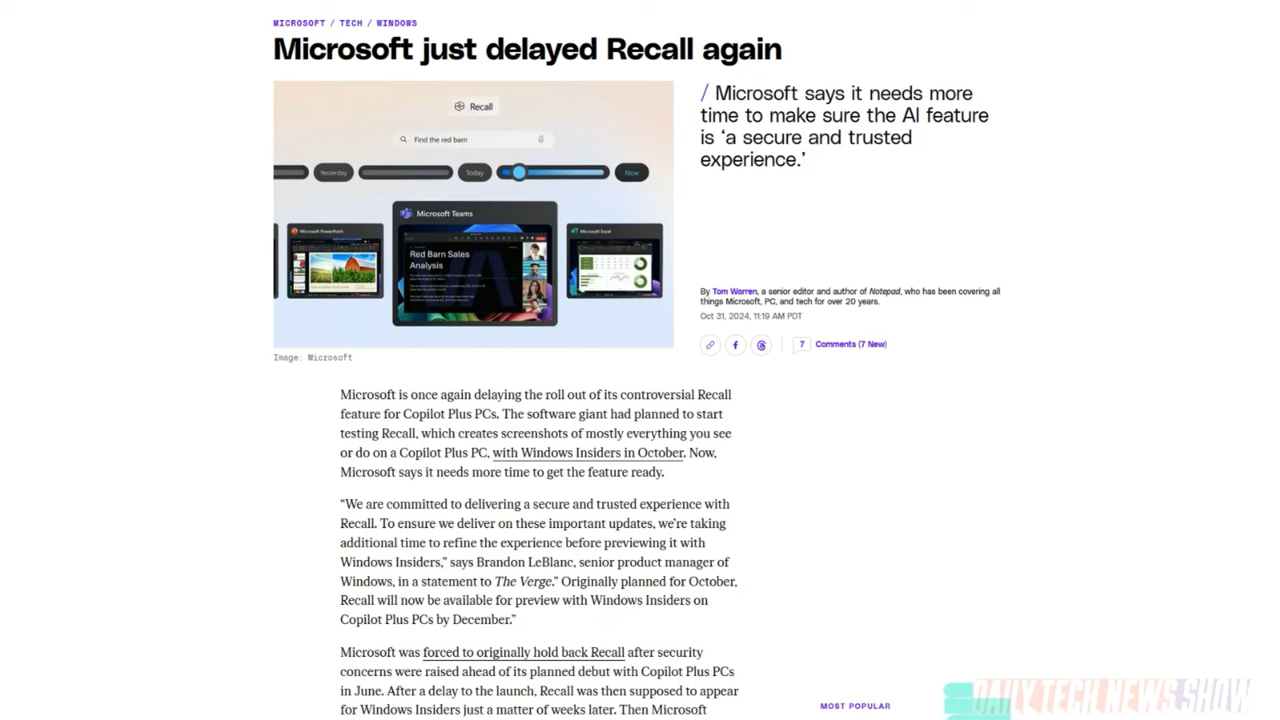 MICROSOFT / TECH / WINDOWS
Microsoft just delayed Recall again
/ Microsoft says it needs more
time to make sure the AI feature
is ‘a secure and trusted
experience.’
Recall
Find the red barn
Yesterday
Today
Now
Microsoft PowerPoint
Microsoft Teams
Red Barn Sales
Analysis
Microsoft Excel
By Tom Warren, a senior editor and author of Notepad, who has been covering all
things Microsoft, PC, and tech for over 20 years.
Oct 31, 2024, 11:19 AM PDT
7 Comments (7 New)
Image: Microsoft
Microsoft is once again delaying the roll out of its controversial Recall
feature for Copilot Plus PCs. The software giant had planned to start
testing Recall, which creates screenshots of mostly everything you see
or do on a Copilot Plus PC, with Windows Insiders in October. Now,
Microsoft says it needs more time to get the feature ready.
“We are committed to delivering a secure and trusted experience with
Recall. To ensure we deliver on these important updates, we’re taking
additional time to refine the experience before previewing it with
Windows Insiders,” says Brandon LeBlanc, senior product manager of
Windows, in a statement to The Verge.” Originally planned for October,
Recall will now be available for preview with Windows Insiders on
Copilot Plus PCs by December.”
Microsoft was forced to originally hold back Recall after security
concerns were raised ahead of its planned debut with Copilot Plus PCs
in June. After a delay to the launch, Recall was then supposed to appear
for Windows Insiders just a matter of weeks later. Then Microsoft
MOST POPULAR
DAILY TECH NEWS SHOW